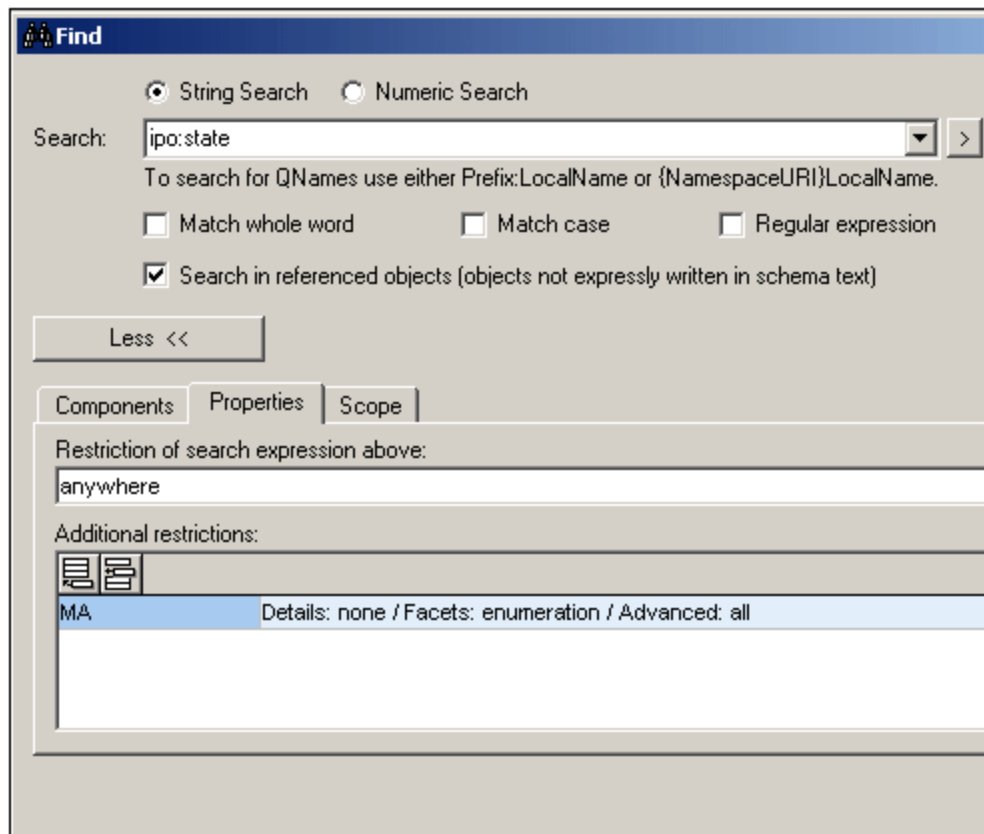 Find
String Search Numeric Search
Search: ipo:state >
To search for QNames use either Prefix:LocalName or {NamespaceURI}LocalName.
Match whole word Match case Regular expression
Search in referenced objects (objects not expressly written in schema text)
Less <<
Components Properties Scope
Restriction of search expression above:
anywhere
Additional restrictions:
MA Details: none / Facets: enumeration / Advanced: all